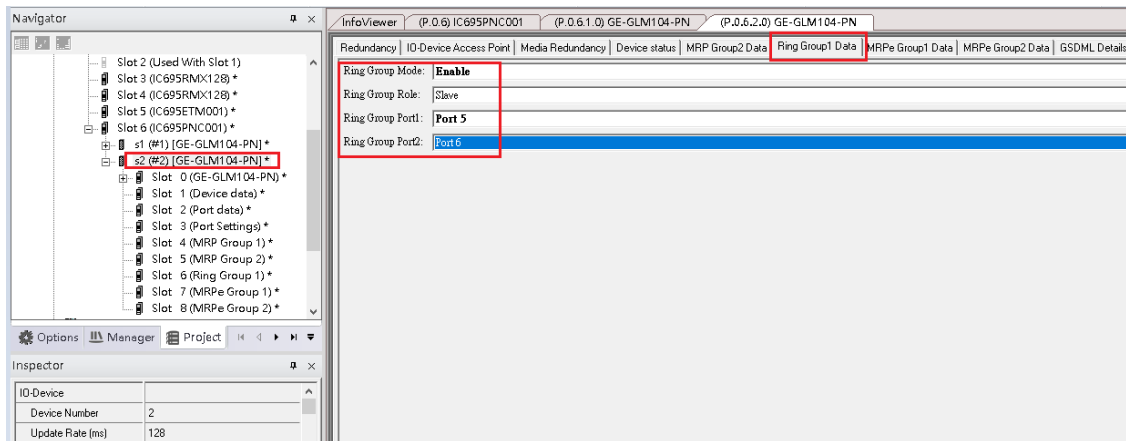 Navigator
InfoViewer
(P.0.6) IC695PNC001
(P.0.6.1.0) GE-GLM104-PN
(P.0.6.2.0) GE-GLM104-PN
Redundancy
IO-Device Access Point
Media Redundancy
Device status
MRP Group2 Data
Ring Group1 Data
MRPe Group1 Data
MRPe Group2 Data
GSDML Details
Slot 2 (Used With Slot 1)
Slot 3 (IC695RMX128) *
Slot 4 (IC695RMX128) *
Slot 5 (IC695ETM001) *
Slot 6 (IC695PNC001) *
s1 (#1) [GE-GLM104-PN] *
s2 (#2) [GE-GLM104-PN] *
Slot 0 (GE-GLM104-PN) *
Slot 1 (Device data) *
Slot 2 (Port data) *
Slot 3 (Port Settings) *
Slot 4 (MRP Group 1) *
Slot 5 (MRP Group 2) *
Slot 6 (Ring Group 1) *
Slot 7 (MRPe Group 1) *
Slot 8 (MRPe Group 2) *
Ring Group Mode: Enable
Ring Group Role: Slave
Ring Group Port1: Port 5
Ring Group Port2: Port 6
Options Manager Project
Inspector
IO-Device
Device Number 2
Update Rate (ms) 128